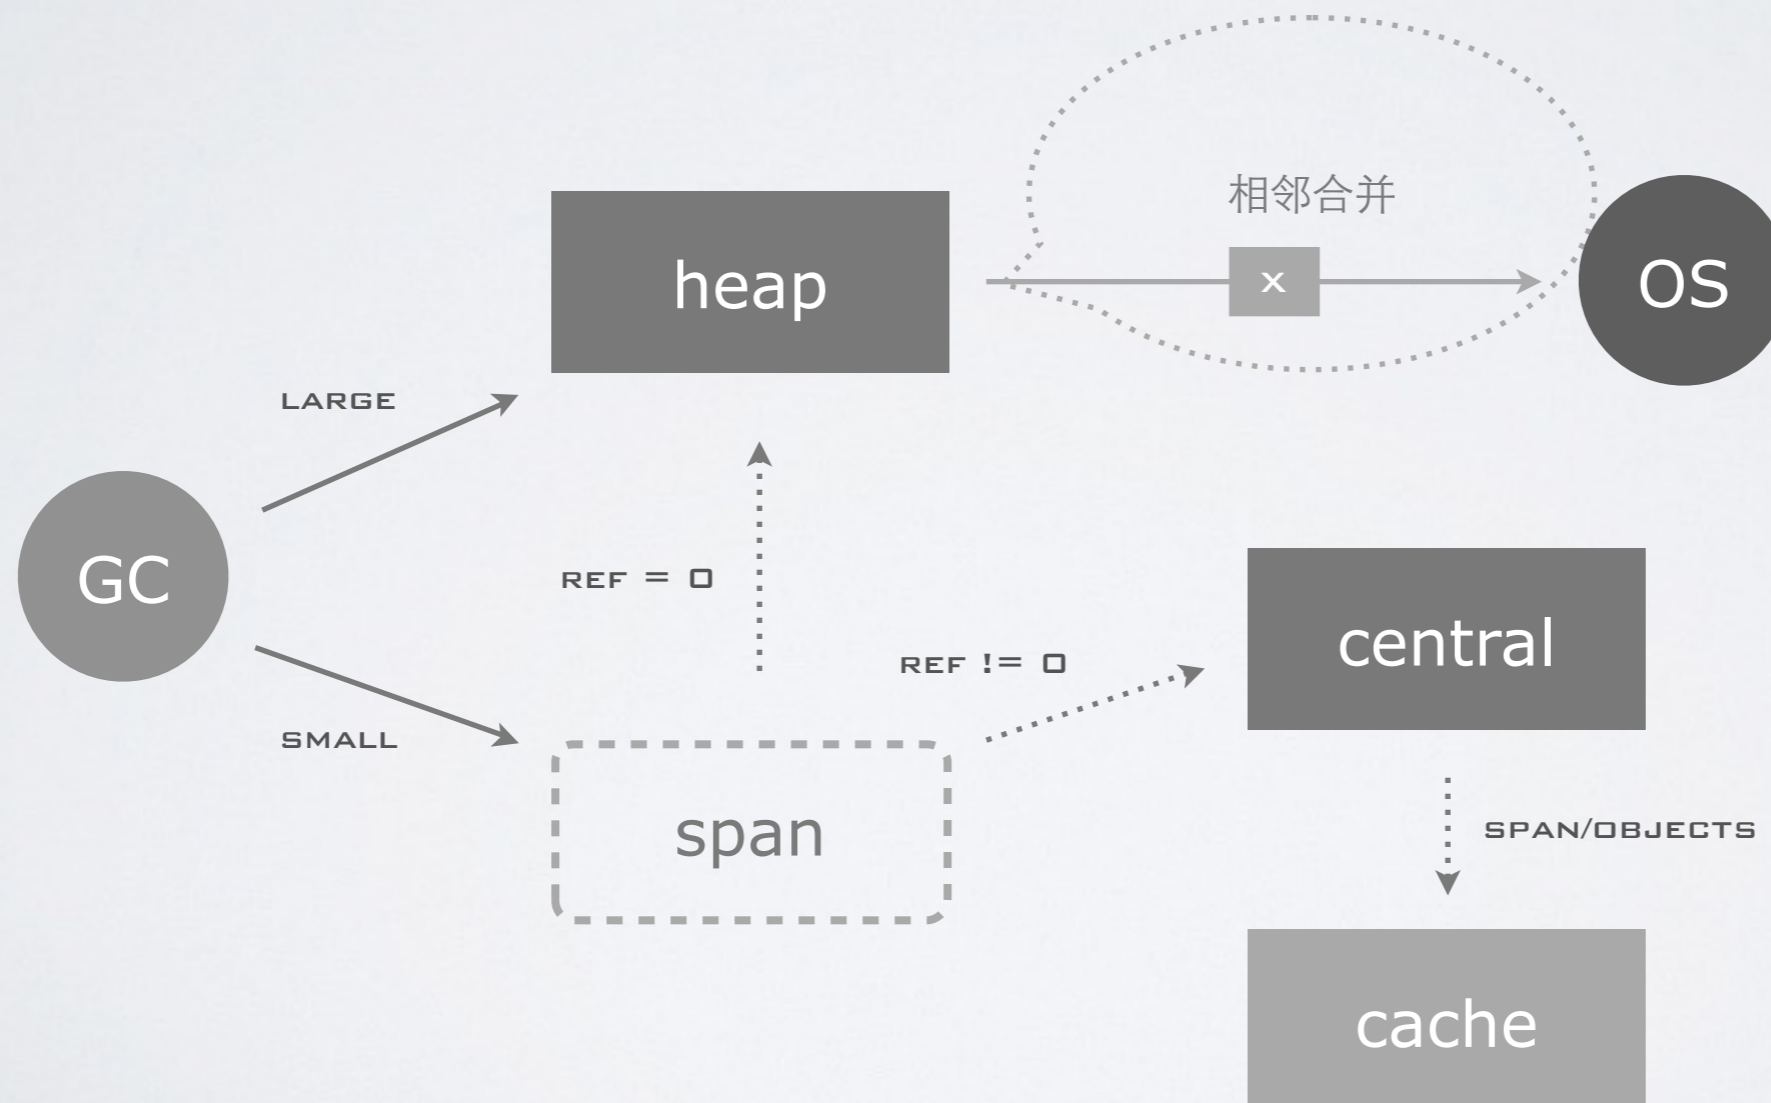 相邻合并
heap
x
OS
LARGE
GC
REF = 0
REF != 0
central
SMALL
span
SPAN/OBJECTS
cache